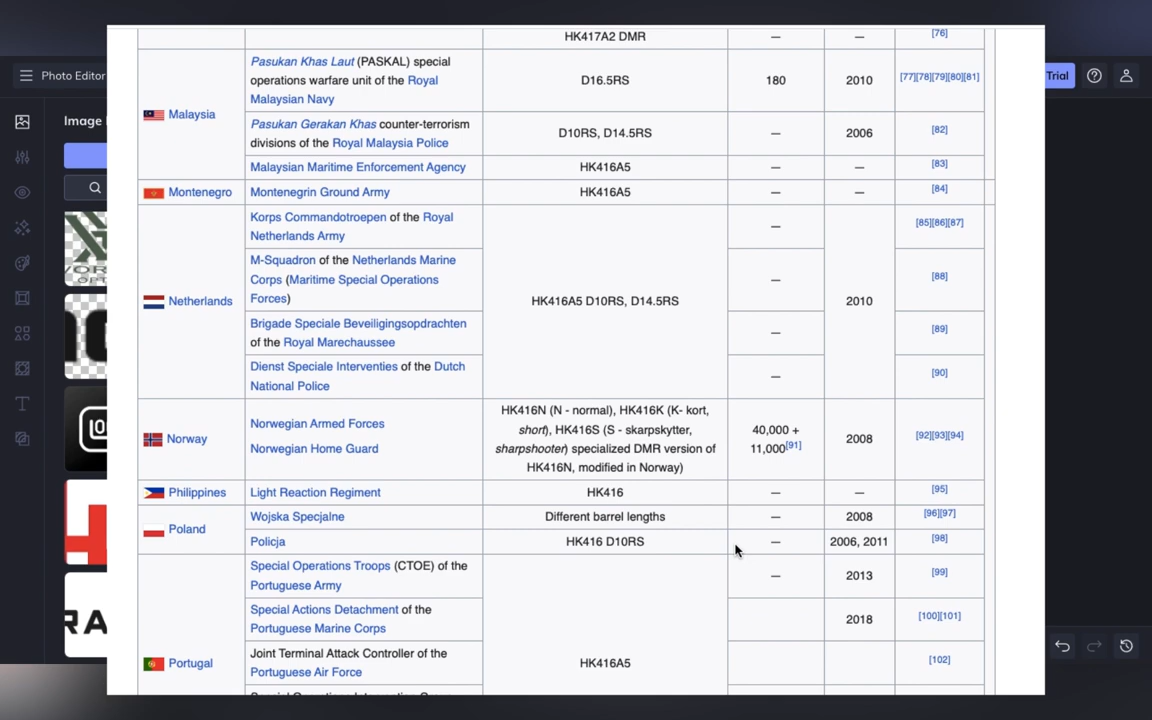 HK417A2 DMR — — [76]
Photo Editor
Trial
Image
Malaysia
Pasukan Khas Laut (PASKAL) special
operations warfare unit of the Royal
Malaysian Navy
D16.5RS 180 2010 [77][78][79][80][81]
Pasukan Gerakan Khas counter-terrorism
divisions of the Royal Malaysia Police
D10RS, D14.5RS — 2006 [82]
Malaysian Maritime Enforcement Agency HK416A5 — — [83]
Montenegro Montenegrin Ground Army HK416A5 — — [84]
Netherlands
Korps Commandotroepen of the Royal
Netherlands Army
— [85][86][87]
M-Squadron of the Netherlands Marine
Corps (Maritime Special Operations
Forces)
— [88]
HK416A5 D10RS, D14.5RS 2010
Brigade Speciale Beveiligingsopdrachten
of the Royal Marechaussee
— [89]
Dienst Speciale Interventies of the Dutch
National Police
— [90]
Norway
Norwegian Armed Forces
Norwegian Home Guard
HK416N (N - normal), HK416K (K- kort,
short), HK416S (S - skarpskytter,
sharpshooter) specialized DMR version of
HK416N, modified in Norway)
40,000 +
11,000[91]
2008 [92][93][94]
Philippines Light Reaction Regiment HK416 — — [95]
Poland
Wojska Specjalne Different barrel lengths — 2008 [96][97]
Policja HK416 D10RS — 2006, 2011 [98]
Portugal
Special Operations Troops (CTOE) of the
Portuguese Army
— 2013 [99]
Special Actions Detachment of the
Portuguese Marine Corps
2018 [100][101]
Joint Terminal Attack Controller of the
Portuguese Air Force
HK416A5 [102]